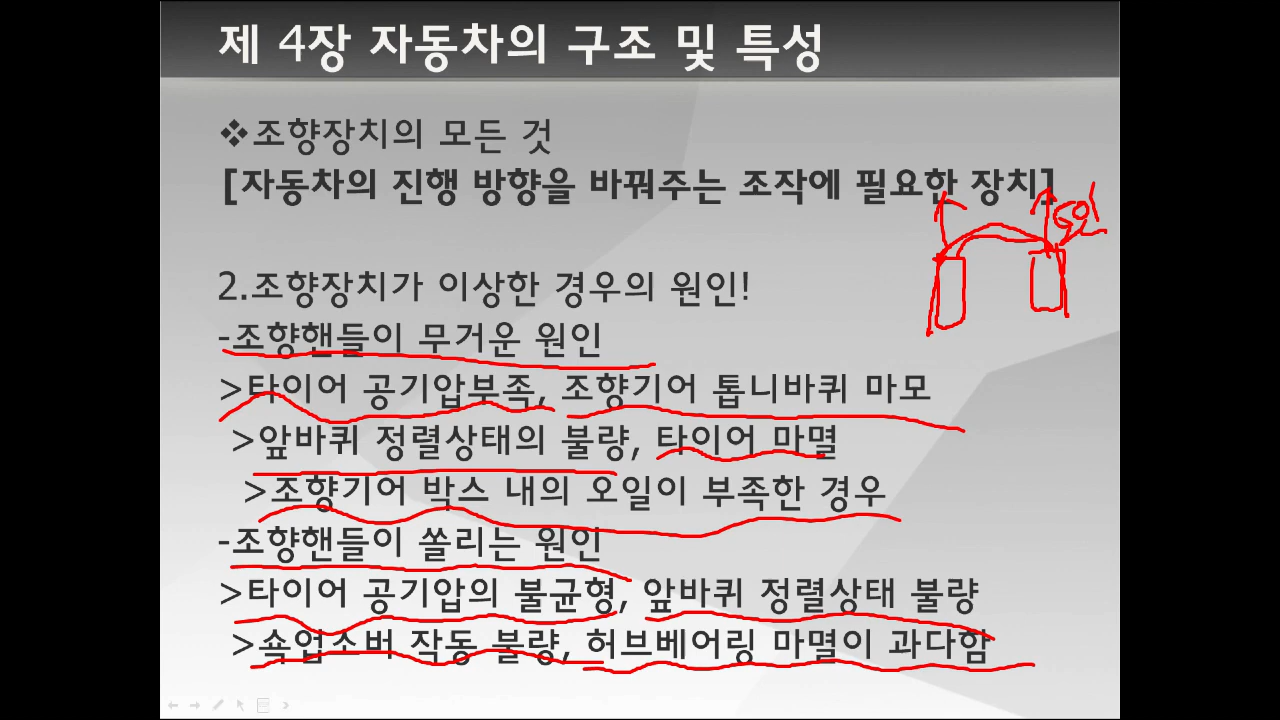 제 4장 자동차의 구조 및 특성
❖조향장치의 모든 것
[자동차의 진행 방향을 바꿔주는 조작에 필요한 장치]
2.조향장치가 이상한 경우의 원인!
-조향핸들이 무거운 원인
>타이어 공기압부족, 조향기어 톱니바퀴 마모
>앞바퀴 정렬상태의 불량, 타이어 마멸
>조향기어 박스 내의 오일이 부족한 경우
-조향핸들이 쏠리는 원인
>타이어 공기압의 불균형, 앞바퀴 정렬상태 불량
>쇽업소버 작동 불량, 허브베어링 마멸이 과다함